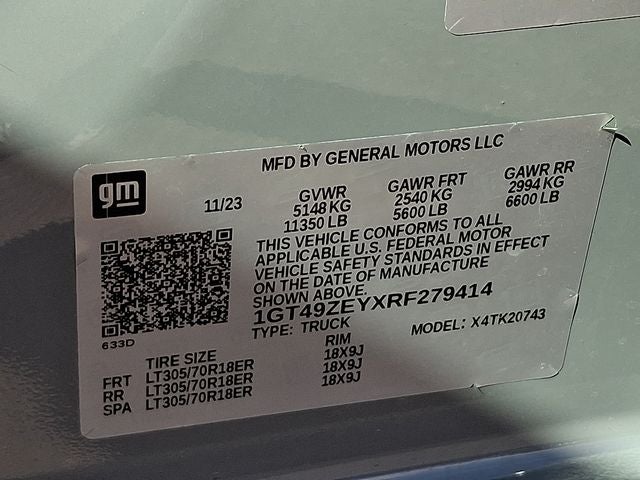 MFD BY GENERAL MOTORS LLC
gm
11/23
GVWR
5148 KG
11350 LB
GAWR FRT
2540 KG
5600 LB
GAWR RR
2994 KG
6600 LB
THIS VEHICLE CONFORMS TO ALL
APPLICABLE U.S. FEDERAL MOTOR
VEHICLE SAFETY STANDARDS IN EFFECT
ON THE DATE OF MANUFACTURE
SHOWN ABOVE.
1GT49ZEYXRF279414
TYPE: TRUCK
MODEL: X4TK20743
633D
TIRE SIZE RIM
FRT LT305/70R18ER 18X9J
RR LT305/70R18ER 18X9J
SPA LT305/70R18ER 18X9J